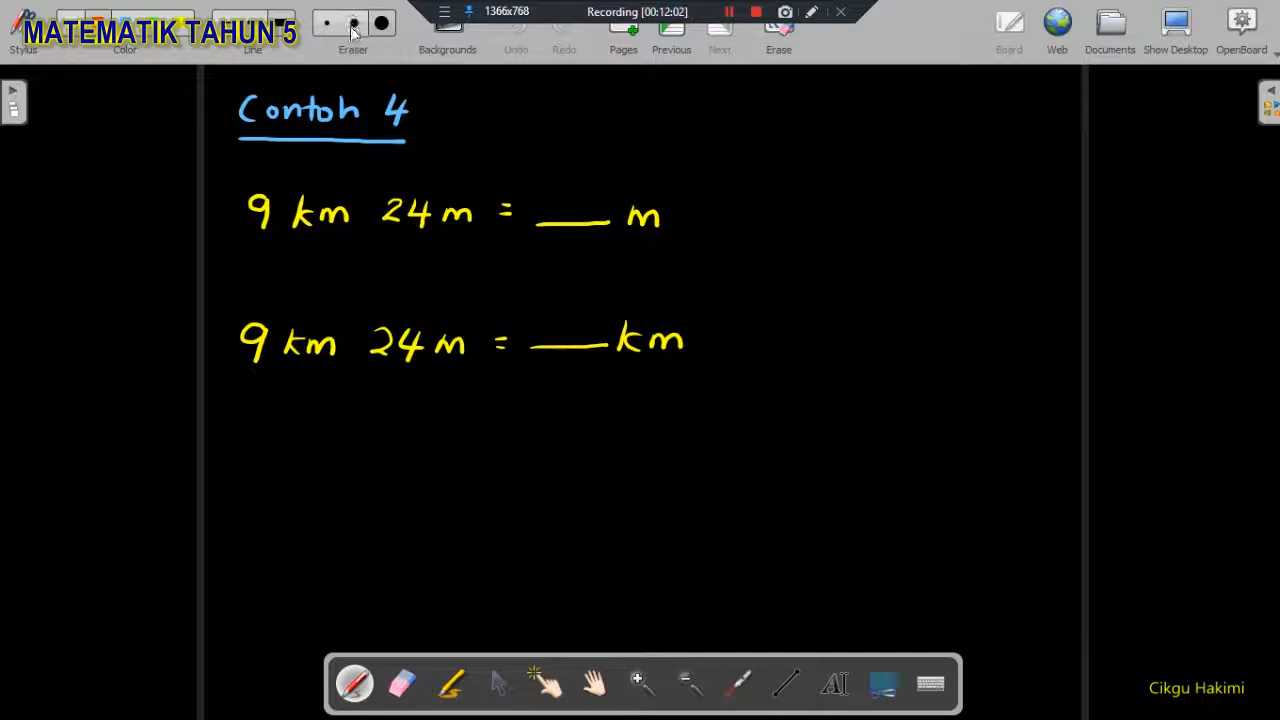 MATEMATIK TAHUN 5
1366x768
Recording [00:12:02]
Stylus Color Line Eraser Backgrounds Undo Redo Pages Previous Next Erase Board Web Documents Show Desktop OpenBoard
Contoh 4
9 km 24 m = ___ m
9 km 24 m = ___ km
AI
Cikgu Hakimi